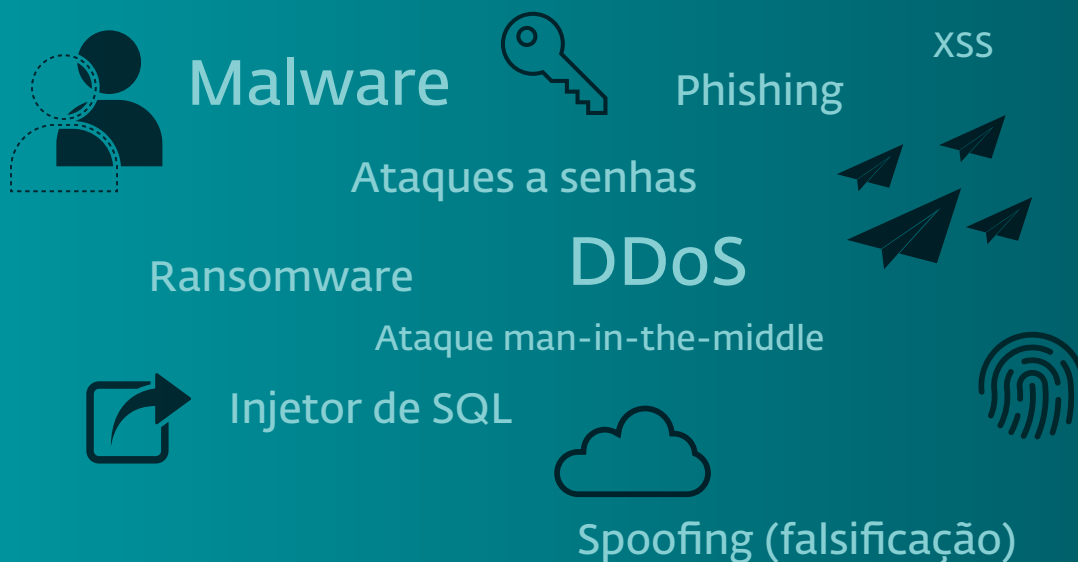 XSS
Malware
Phishing
Ataques a senhas
DDoS
Ransomware
Ataque man-in-the-middle
Injetor de SQL
Spoofing (falsificação)